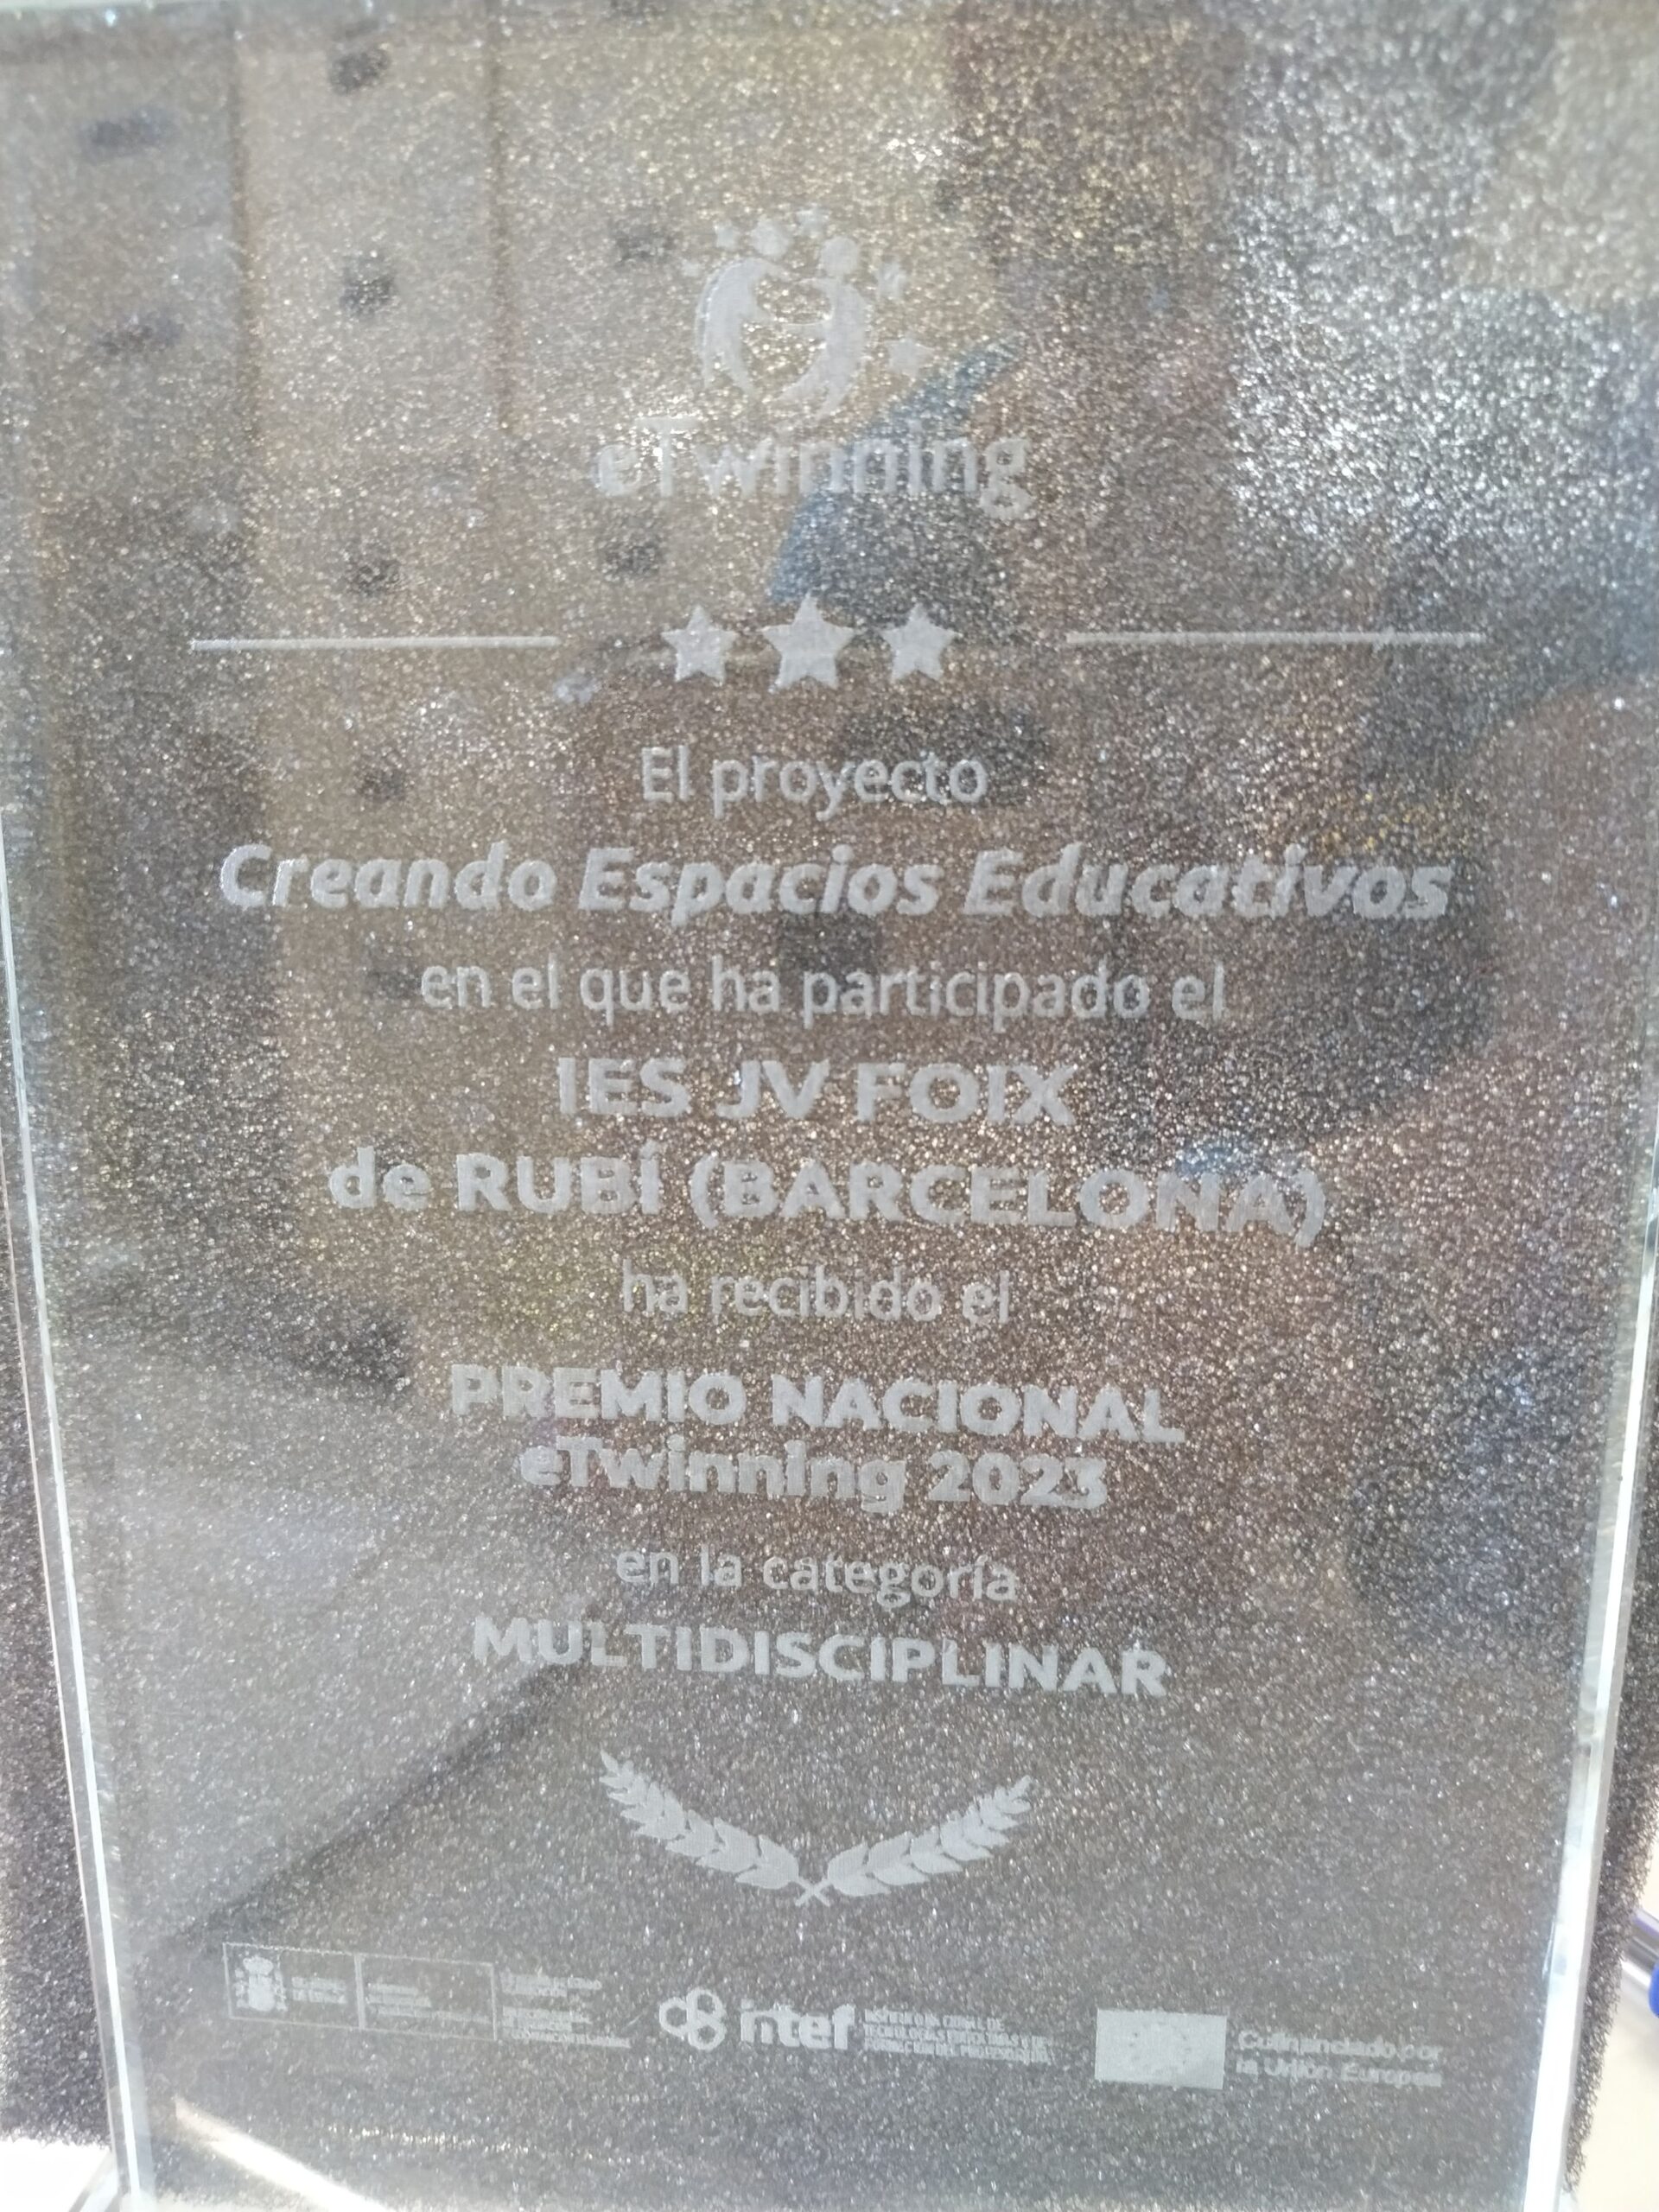 eTwinning
El proyecto
Creando Espacios Educativos
en el que ha participado el
IES JV FOIX
de RUBÍ (BARCELONA)
ha recibido el
PREMIO NACIONAL
eTwinning 2023
en la categoría
MULTIDISCIPLINAR
intef
Cofinanciado por
la Unión Europea